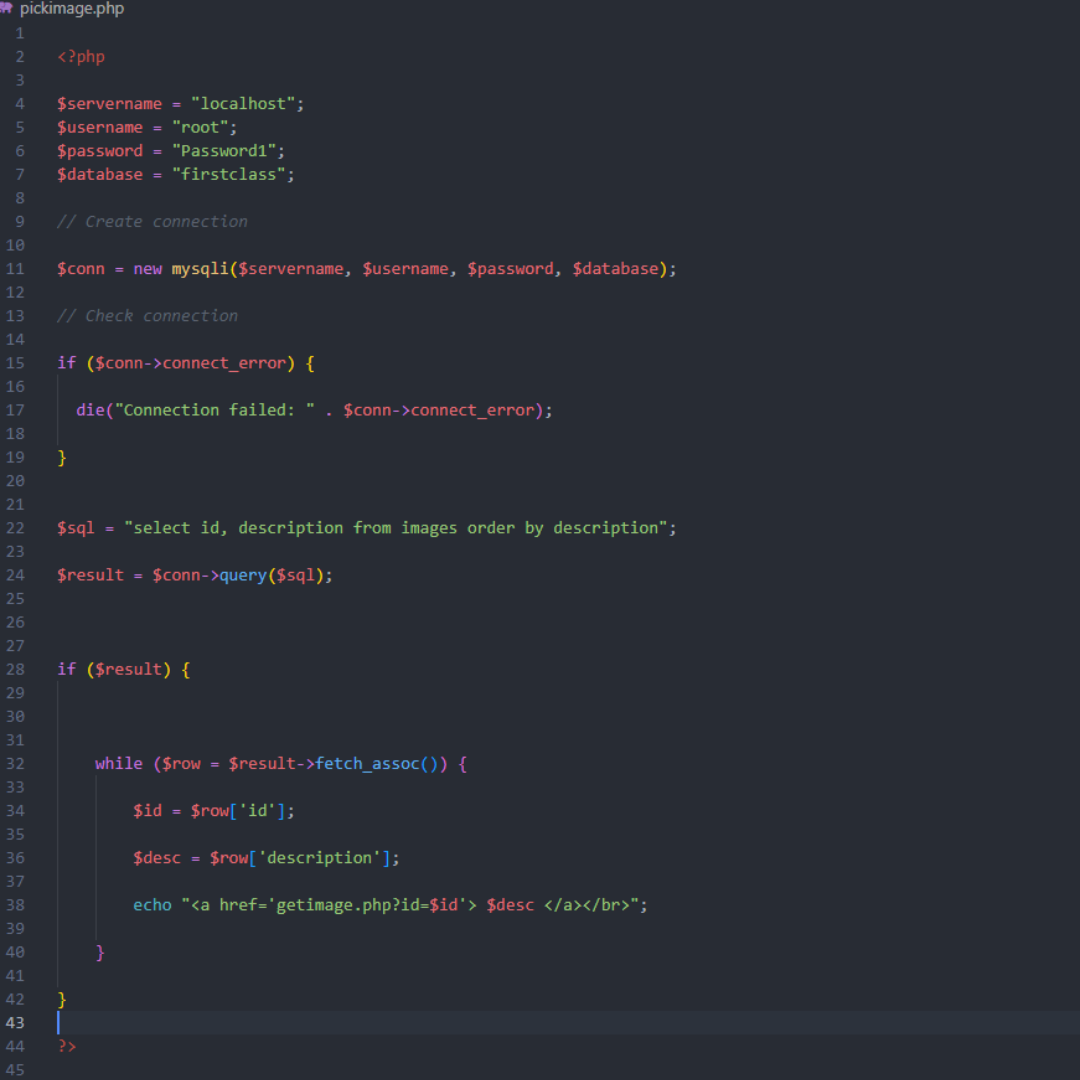 pickimage.php
1
2 <?php
3
4 $servername = "localhost";
5 $username = "root";
6 $password = "Password1";
7 $database = "firstclass";
8
9 // Create connection
10
11 $conn = new mysqli($servername, $username, $password, $database);
12
13 // Check connection
14
15 if ($conn->connect_error) {
16
17 die("Connection failed: " . $conn->connect_error);
18
19 }
20
21
22 $sql = "select id, description from images order by description";
23
24 $result = $conn->query($sql);
25
26
27
28 if ($result) {
29
30
31
32 while ($row = $result->fetch_assoc()) {
33
34 $id = $row['id'];
35
36 $desc = $row['description'];
37
38 echo "<a href='getimage.php?id=$id'> $desc </a></br>";
39
40 }
41
42 }
43
44 ?>
45